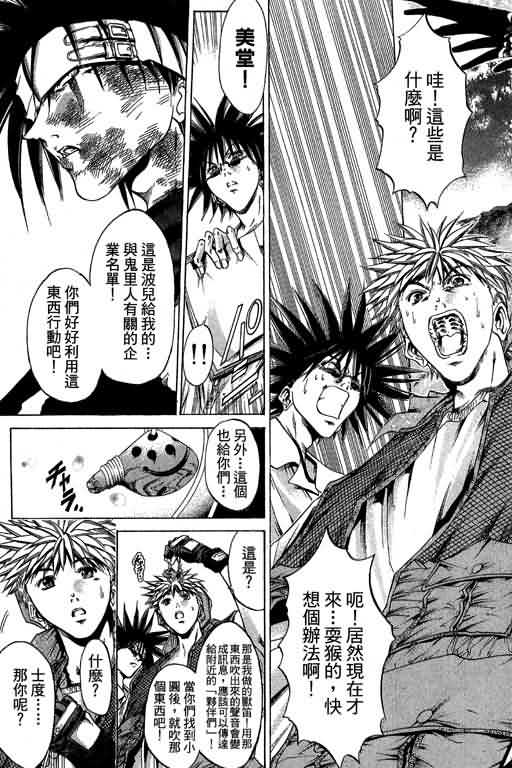 哇！這些是
什麼啊？
呃！居然現在才
來…耍猴的，快
想個辦法啊！
美堂！
！！
這是波兒給我的…
與鬼里人有關的企
業名單！
你們好好利用這
東西行動吧！
另外…這個
也給你們…
チャラ
這是？
那是我做的獸笛！用那
東西吹出來的聲音會變
成訊息，應該可以傳達
給附近的「夥伴們」！
當你們找到小
圓後，就吹那
個東西吧！
什麼？
士度……
那你呢？